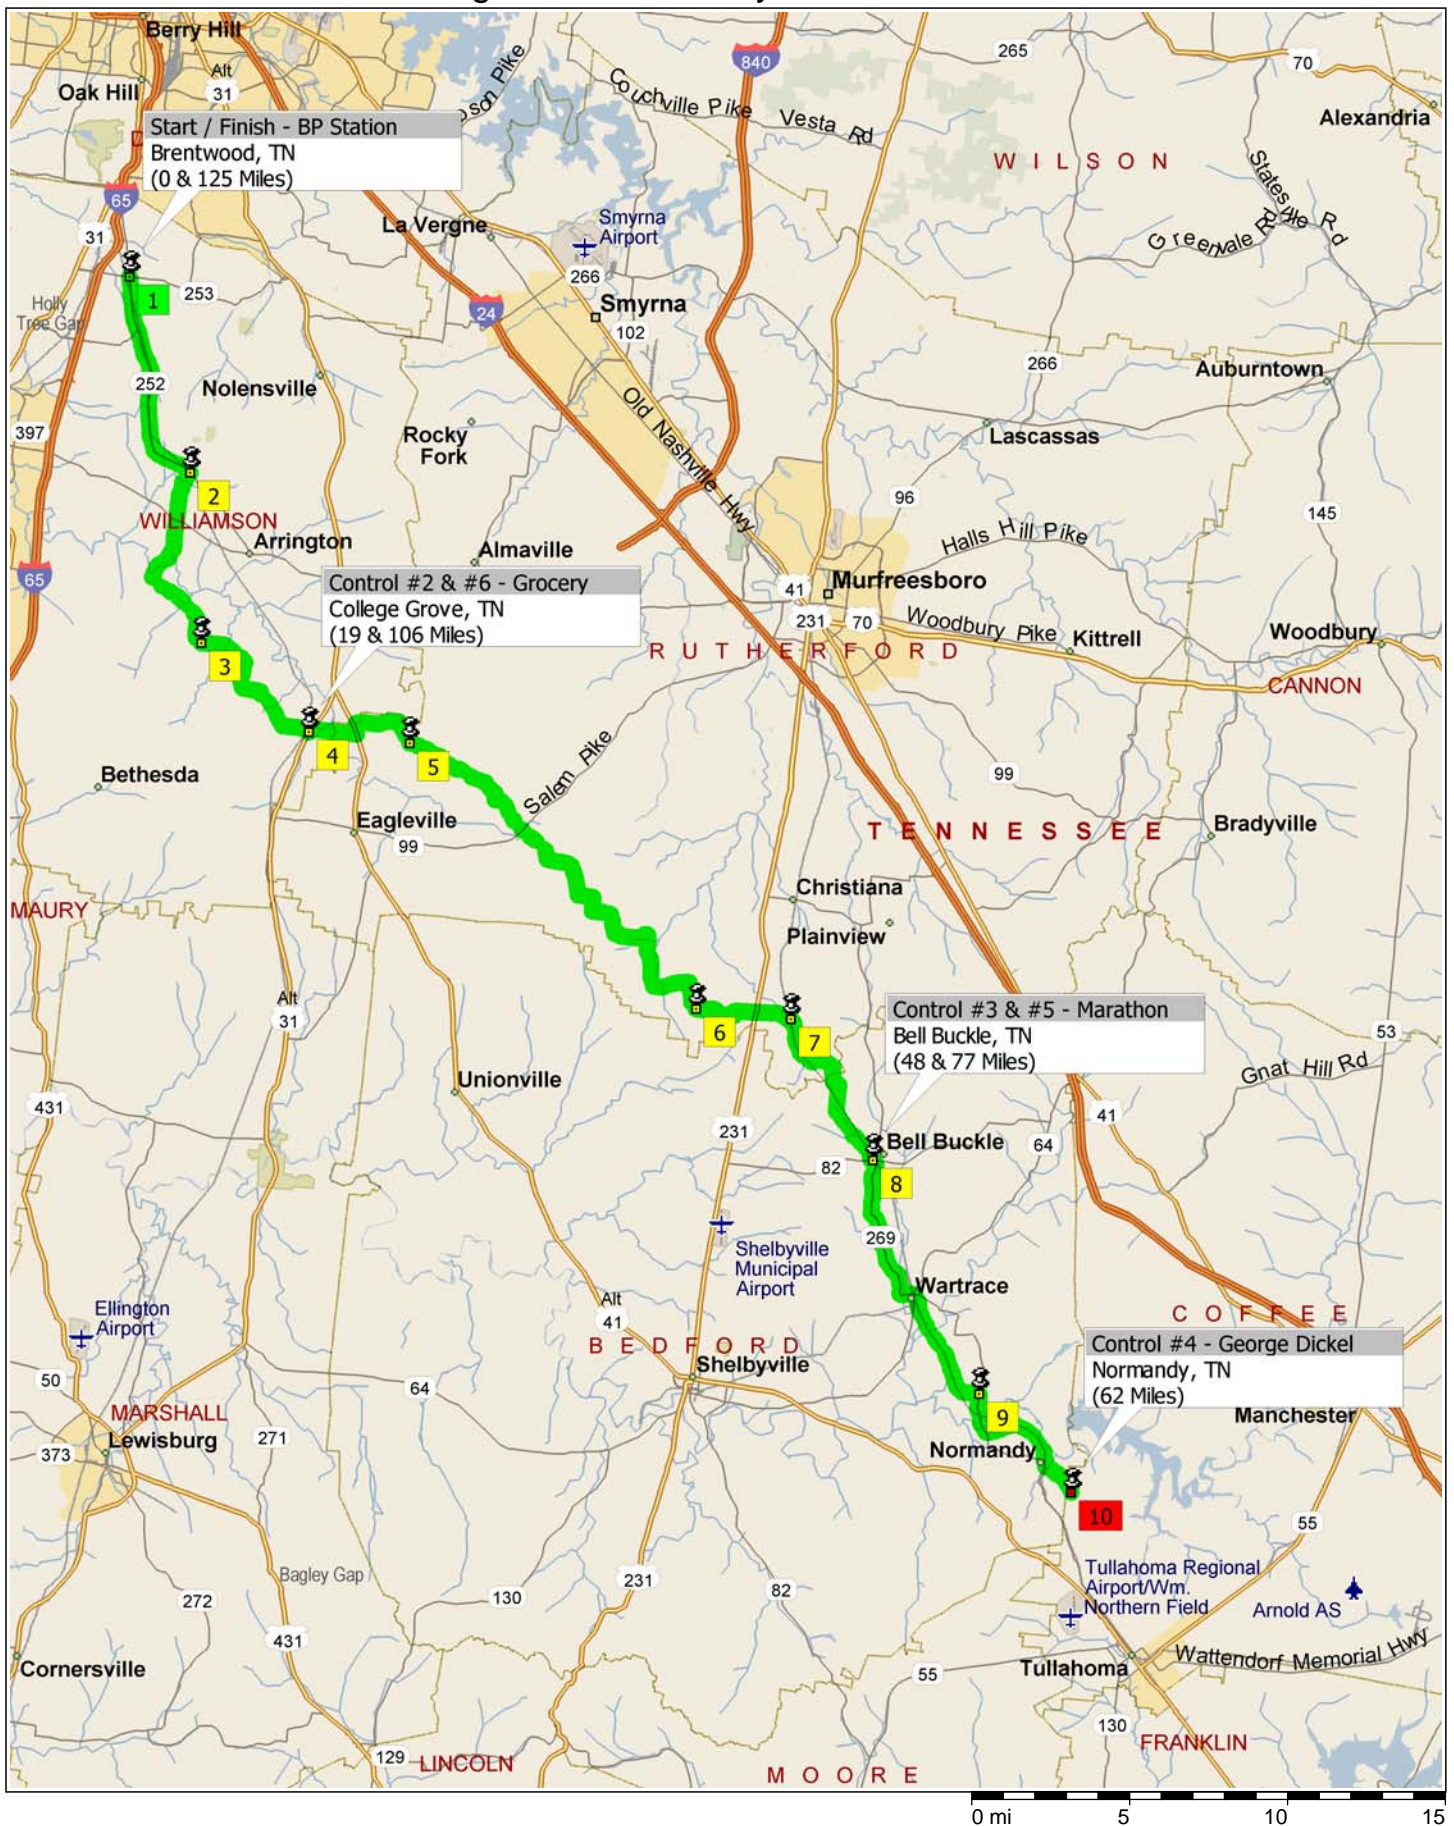 Berry Hill
Alt
31
Oak Hill
840
265
70
Alexandria
Couchville Pike
Vesta Rd
Start / Finish - BP Station
Brentwood, TN
(0 & 125 Miles)
WILSON
Statesville Rd
Greenvale Rd
65
31
La Vergne
Smyrna
Airport
266
253
1
Holly
Tree Gap
24
Smyrna
102
252
Nolensville
266
Auburntown
Old Nashville Hwy
397
Rocky
Fork
Lascassas
2
96
145
WILLIAMSON
Arrington
Almaville
Halls Hill Pike
65
Control #2 & #6 - Grocery
College Grove, TN
(19 & 106 Miles)
41
Murfreesboro
231
70
Woodbury Pike
Kittrell
Woodbury
RUTHERFORD
3
CANNON
4
5
Bethesda
Salem Pike
99
Eagleville
99
TENNESSEE
Bradyville
Christiana
MAURY
Plainview
Alt
31
Control #3 & #5 - Marathon
Bell Buckle, TN
(48 & 77 Miles)
6
7
53
Gnat Hill Rd
Unionville
431
41
231
Bell Buckle
64
82
8
269
Shelbyville
Municipal
Airport
Wartrace
Ellington
Airport
Alt
41
COFFEE
BEDFORD
Control #4 - George Dickel
Normandy, TN
(62 Miles)
Shelbyville
50
64
MARSHALL
9
Manchester
Lewisburg
271
373
Normandy
10
55
Tullahoma Regional
Airport/Wm.
Northern Field
Bagley Gap
231
82
272
130
Arnold AS
431
Cornersville
Wattendorf Memorial Hwy
Tullahoma
55
130
FRANKLIN
129
LINCOLN
MOORE
0 mi
5
10
15